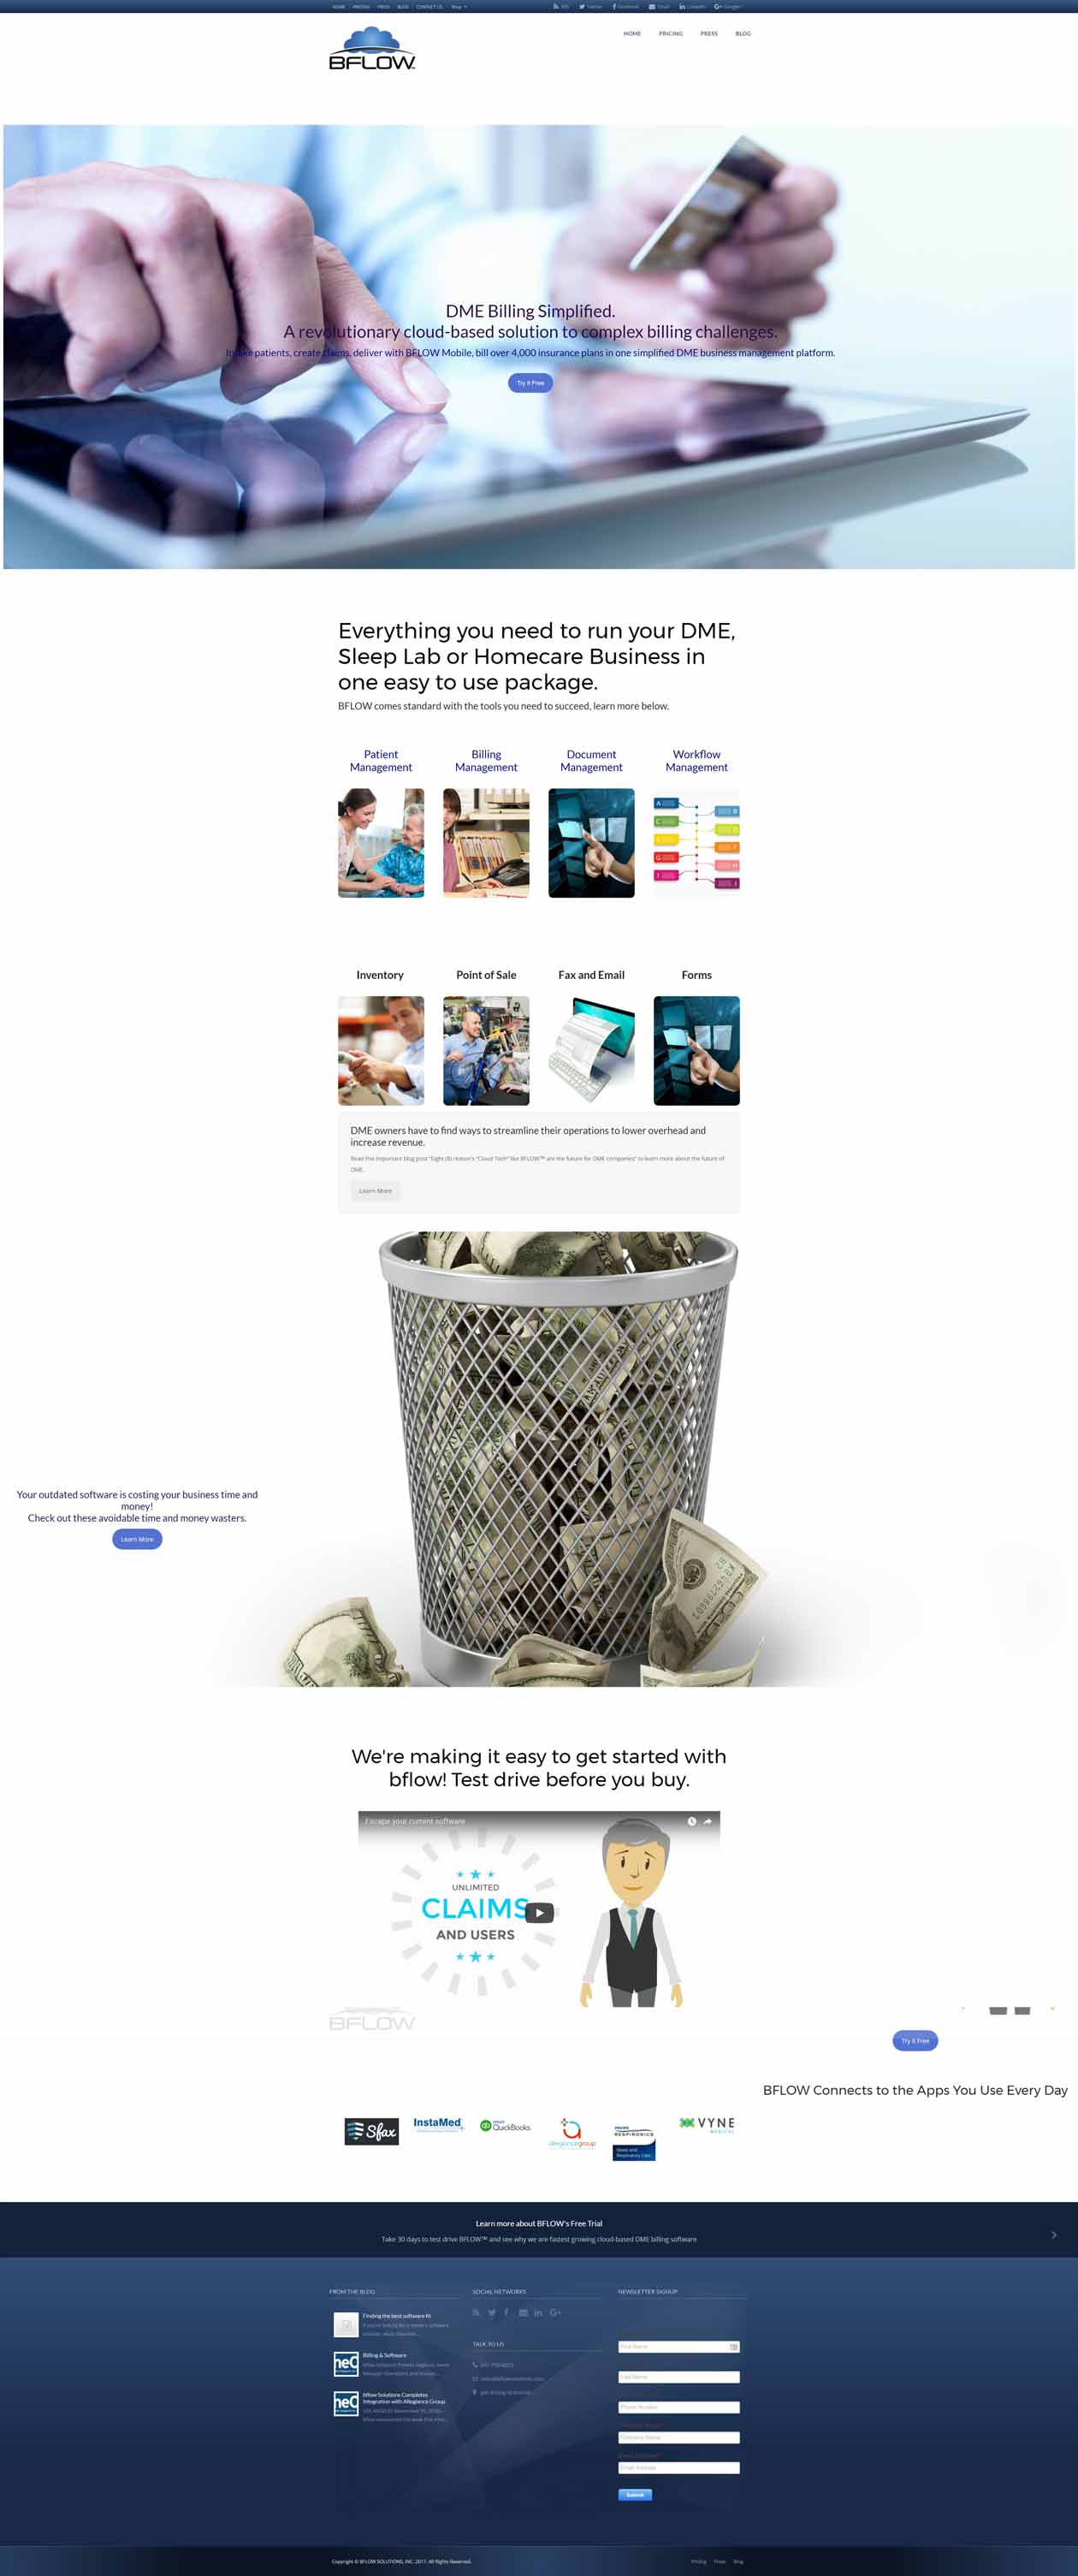 HOME PRICING PRESS BLOG CONTACT US Blog
RSS Twitter Facebook Email LinkedIn Google+
BFLOW
HOME PRICING PRESS BLOG
DME Billing Simplified.
A revolutionary cloud-based solution to complex billing challenges.
Intake patients, create claims, deliver with BFLOW Mobile, bill over 4,000 insurance plans in one simplified DME business management platform.
Try it Free
Everything you need to run your DME,
Sleep Lab or Homecare Business in
one easy to use package.
BFLOW comes standard with the tools you need to succeed, learn more below.
Patient
Management
Billing
Management
Document
Management
Workflow
Management
A
B
C
D
F
G
H
I
Inventory
Point of Sale
Fax and Email
Forms
DME owners have to find ways to streamline their operations to lower overhead and
increase revenue.
Read this important blog post "Eight (8) reason's "Cloud Tech" like BFLOW™ are the future for DME companies" to learn more about the future of
DME.
Learn More
Your outdated software is costing your business time and
money!
Check out these avoidable time and money wasters.
Learn More
We're making it easy to get started with
bflow! Test drive before you buy.
Escape your current software
UNLIMITED
CLAIMS
AND USERS
BFLOW
Try it Free
BFLOW Connects to the Apps You Use Every Day
Sfax
InstaMed
QuickBooks
allegiancegroup
RESPIRONICS
Sleep and
Respiratory Care
VYNE
MEDICAL
Learn more about BFLOW's Free Trial
Take 30 days to test drive BFLOW™ and see why we are fastest growing cloud-based DME billing software
FROM THE BLOG
Finding the best software fit
Billing & Software
bflow Solutions Completes
Integration with Allegiance Group
SOCIAL NETWORKS
TALK TO US
NEWSLETTER SIGNUP
First Name
Last Name
Phone Number
Company Name
Email Address
Submit
Copyright © BFLOW SOLUTIONS, INC. 2017. All Rights Reserved.
Pricing Press Blog